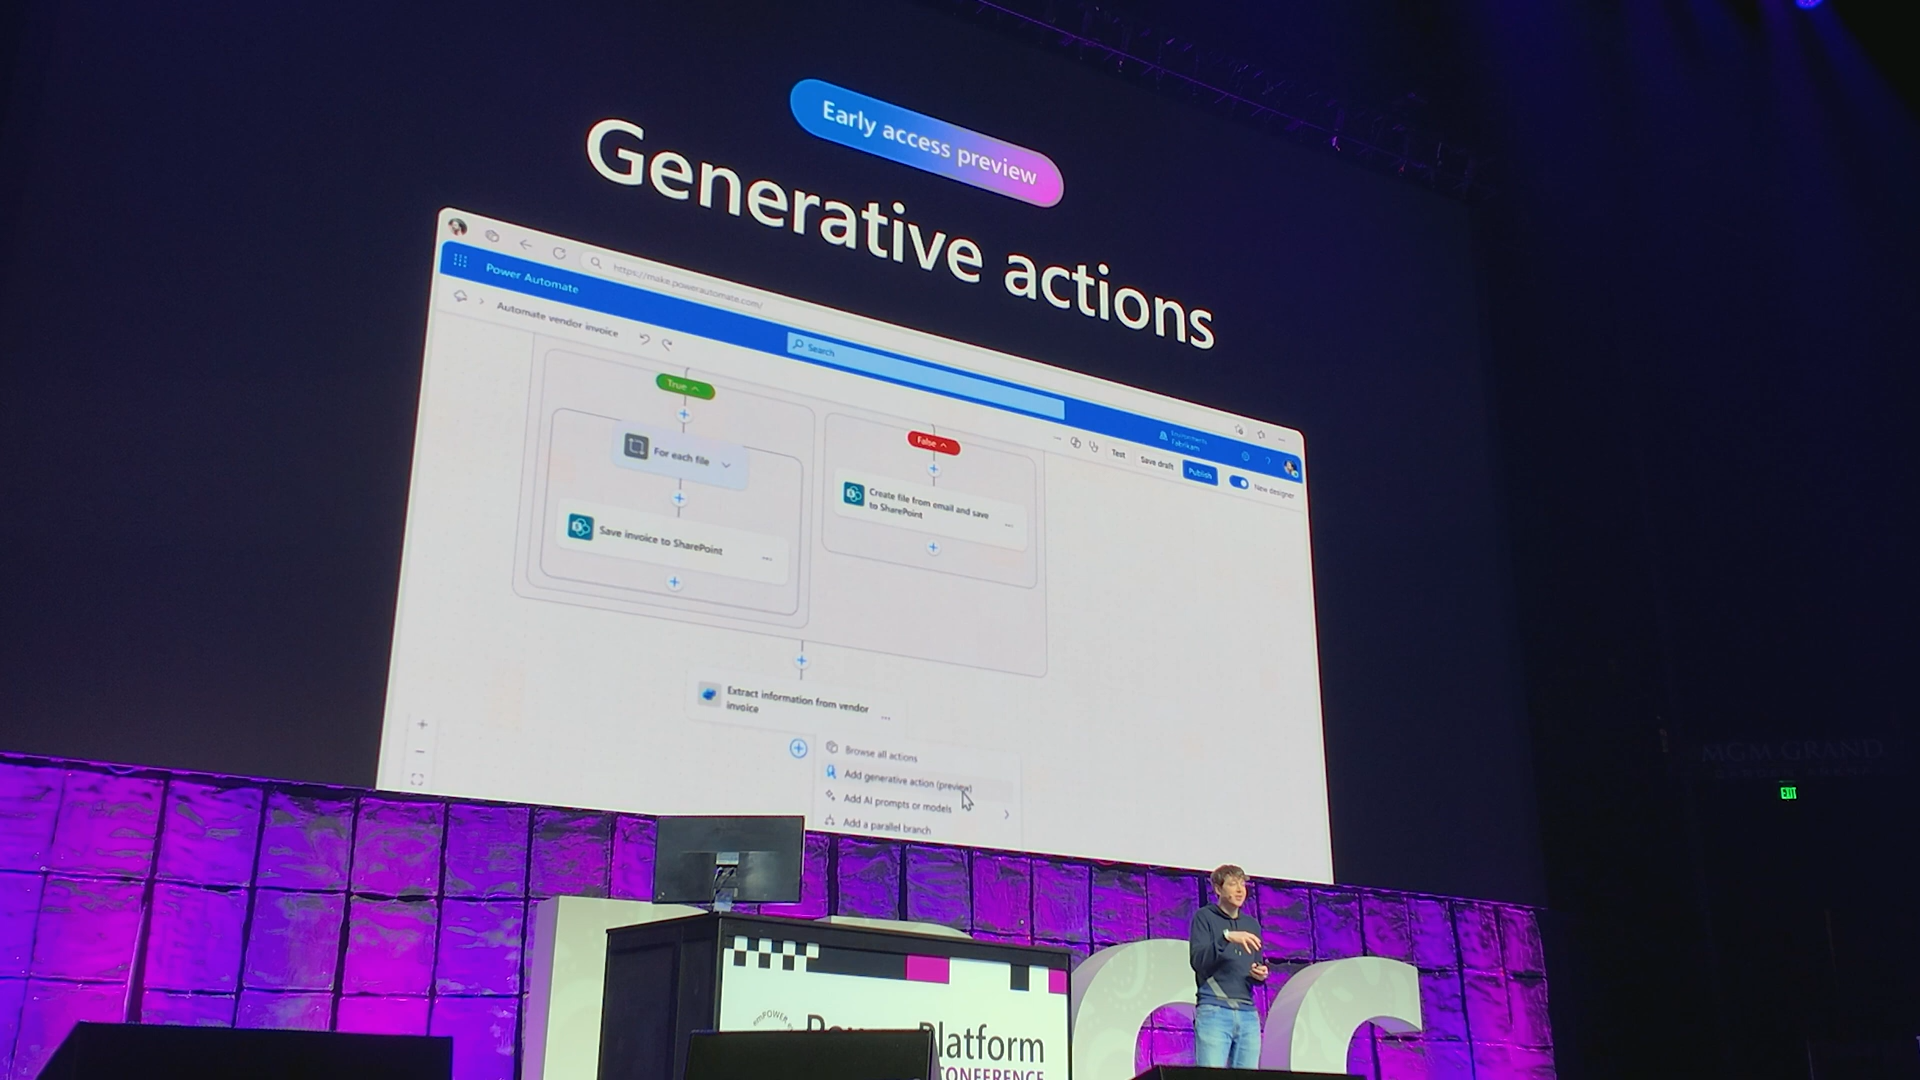 Early access preview
Generative actions
https://make.powerautomate.com/
Power Automate
Search
Environments
Fabrikam
Automate vendor invoice
Test
Save draft
Publish
New designer
True
False
For each file
Create file from email and save
to SharePoint
Save invoice to SharePoint
Extract information from vendor
invoice
Browse all actions
Add generative action (preview)
Add AI prompts or models
Add a parallel branch
MGM GRAND
EXIT
Platform
CONFERENCE